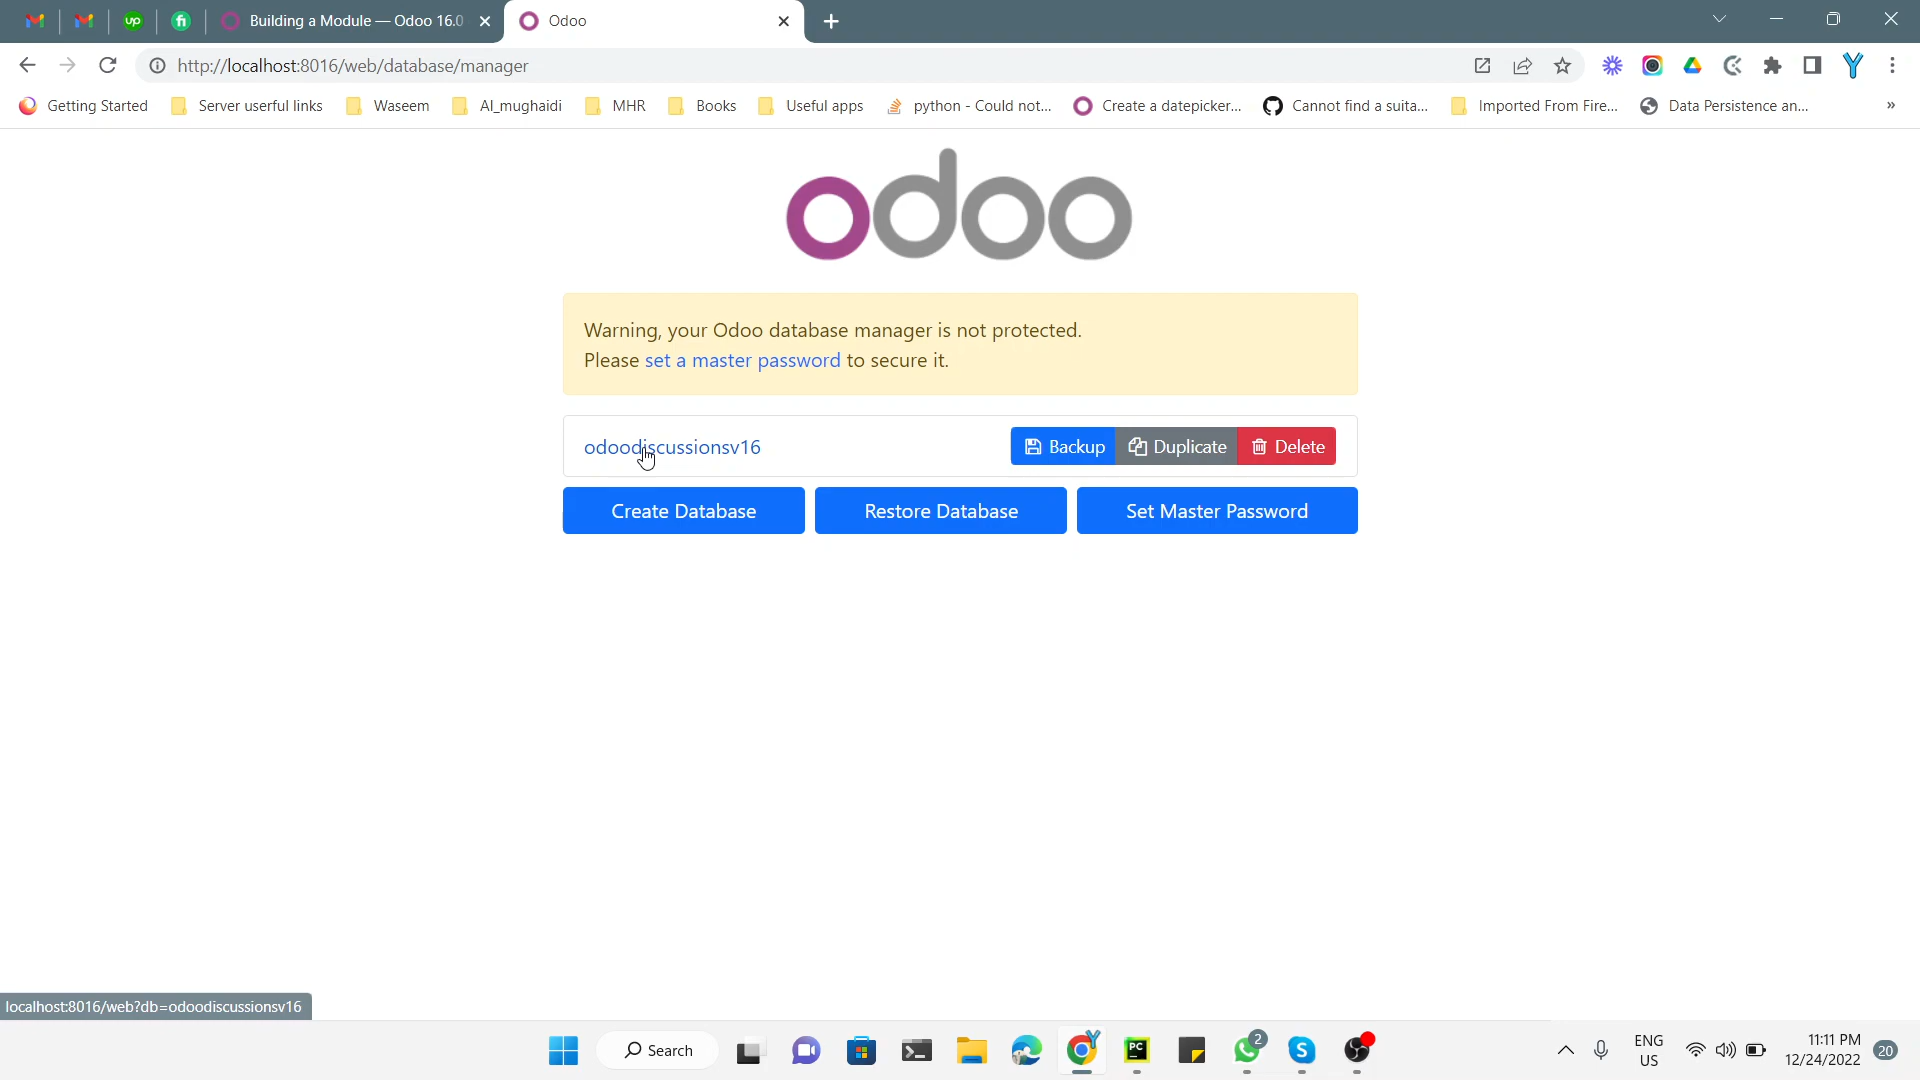 up
fi
Building a Module — Odoo 16.0
Odoo
http://localhost:8016/web/database/manager
Getting Started
Server userful links
Waseem
Al_mughaidi
MHR
Books
Useful apps
python - Could not...
Create a datepicker...
Cannot find a suita...
Imported From Fire...
Data Persistence an...
»
odoo
Warning, your Odoo database manager is not protected.
Please set a master password to secure it.
odoodiscussionsv16
Backup
Duplicate
Delete
Create Database
Restore Database
Set Master Password
localhost:8016/web?db=odoodiscussionsv16
Search
PC
2
S
ENG
US
11:11 PM
12/24/2022
20